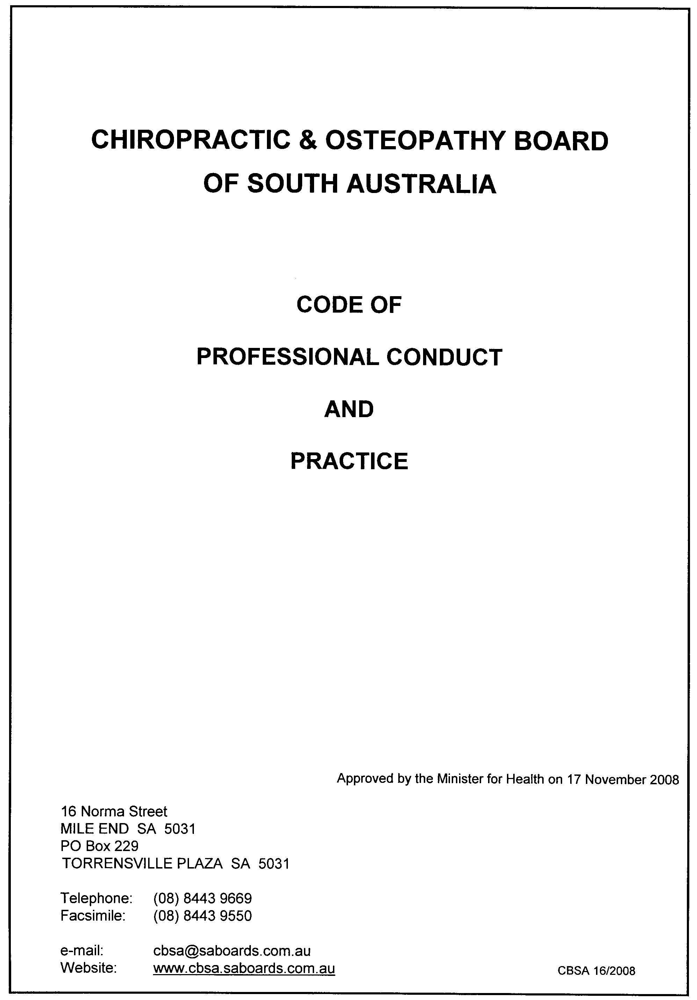 CHIROPRACTIC & OSTEOPATHY BOARD
OF SOUTH AUSTRALIA
CODE OF
PROFESSIONAL CONDUCT
AND
PRACTICE
Approved by the Minister for Health on 17 November 2008
16 Norma Street
MILE END SA 5031
PO Box 229
TORRENSVILLE PLAZA SA 5031
Telephone: (08) 8443 9669
Facsimile: (08) 8443 9550
e-mail: cbsa@saboards.com.au
Website: www.cbsa.saboards.com.au
CBSA 16/2008